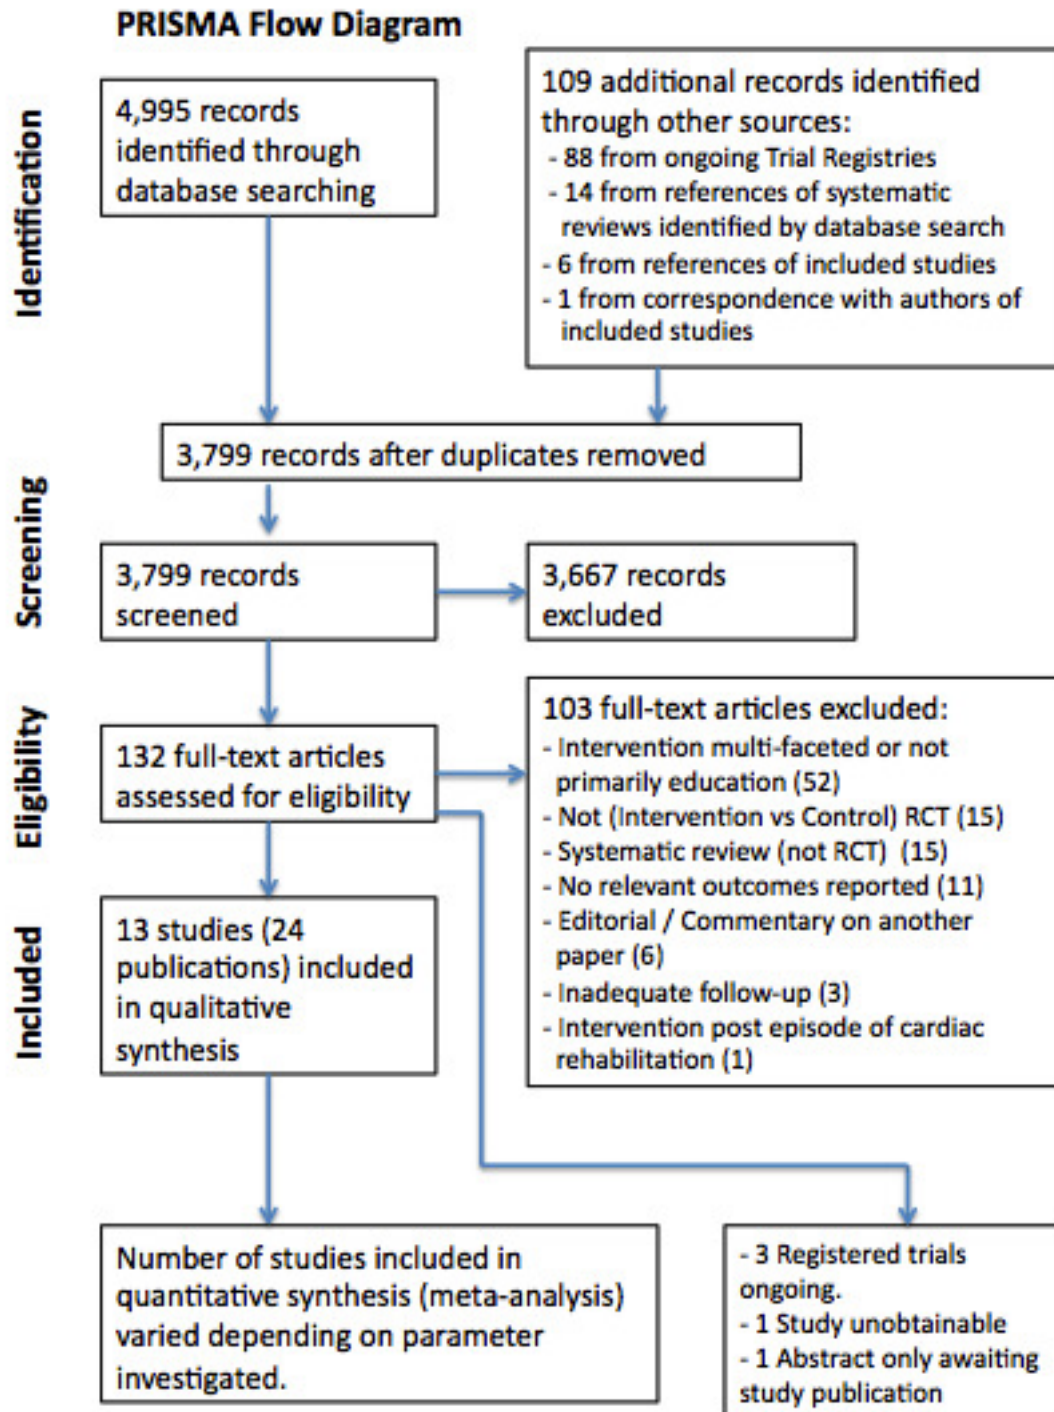 PRISMA Flow Diagram
Identification
4,995 records
identified through
database searching
109 additional records identified
through other sources:
- 88 from ongoing Trial Registries
- 14 from references of systematic
reviews identified by database search
- 6 from references of included studies
- 1 from correspondence with authors of
included studies
3,799 records after duplicates removed
Screening
3,799 records
screened
3,667 records
excluded
Eligibility
132 full-text articles
assessed for eligibility
103 full-text articles excluded:
- Intervention multi-faceted or not
primarily education (52)
- Not (Intervention vs Control) RCT (15)
- Systematic review (not RCT) (15)
- No relevant outcomes reported (11)
- Editorial / Commentary on another
paper (6)
- Inadequate follow-up (3)
- Intervention post episode of cardiac
rehabilitation (1)
Included
13 studies (24
publications) included
in qualitative
synthesis
Number of studies included in
quantitative synthesis (meta-analysis)
varied depending on parameter
investigated.
- 3 Registered trials
ongoing.
- 1 Study unobtainable
- 1 Abstract only awaiting
study publication